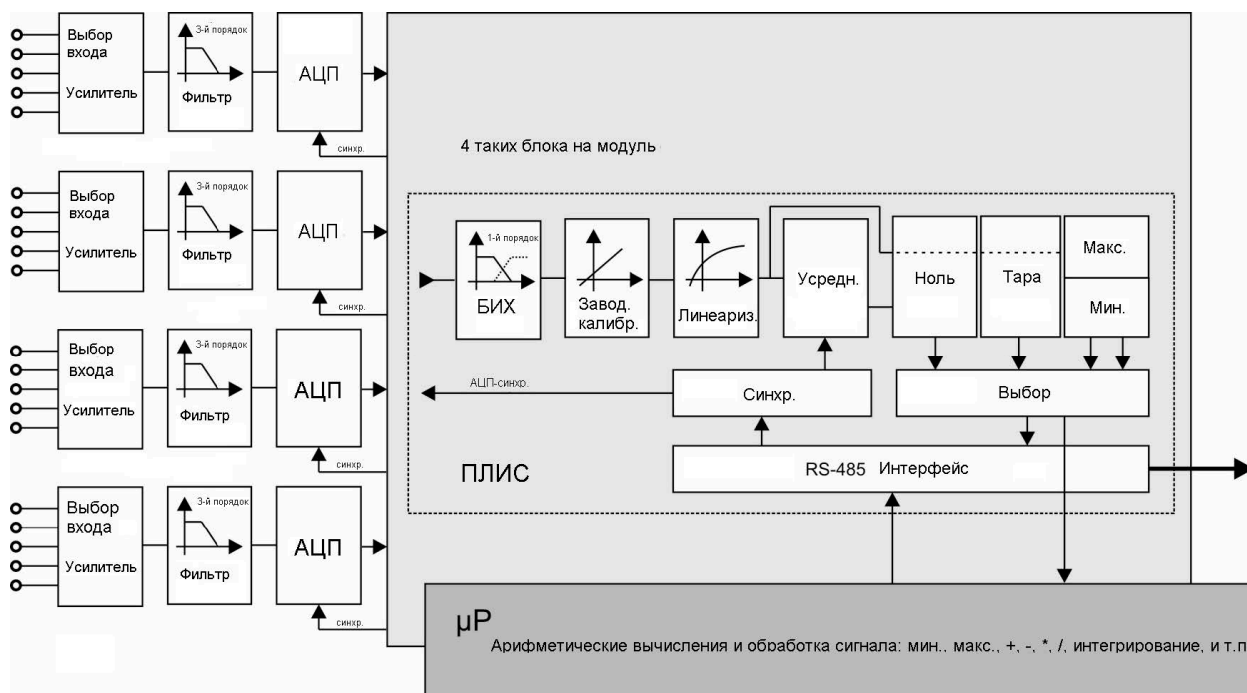 Выбор
входа
Усилитель
3-й порядок
Фильтр
АЦП
синхр.
Выбор
входа
Усилитель
3-й порядок
Фильтр
АЦП
синхр.
Выбор
входа
Усилитель
3-й порядок
Фильтр
АЦП
синхр.
Выбор
входа
Усилитель
3-й порядок
Фильтр
АЦП
синхр.
4 таких блока на модуль
1-й порядок
БИХ
Завод.
калибр.
Линеариз.
Усредн.
Ноль
Тара
Макс.
Мин.
АЦП-синхр.
Синхр.
Выбор
ПЛИС
RS-485 Интерфейс
µP
Арифметические вычисления и обработка сигнала: мин.. макс., +, -, *, /, интегрирование, и т.п